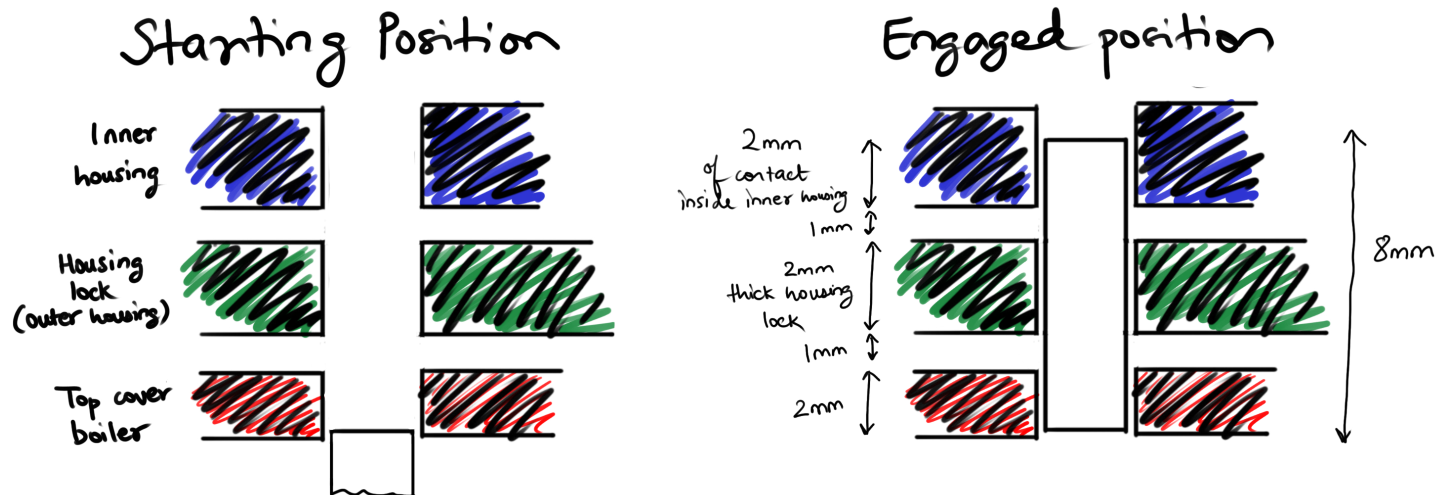 Starting Position
Inner
housing
Housing
lock
(outer housing)
Top cover
boiler
Engaged position
2mm
of contact
inside inner housing
1mm
2mm
thick housing
lock
1mm
2mm
8mm